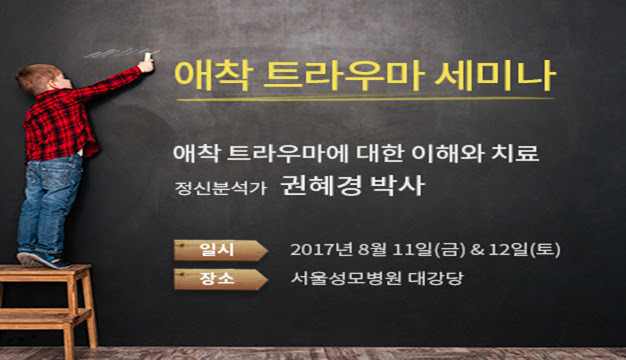 애착 트라우마 세미나
애착 트라우마에 대한 이해와 치료
정신분석가 권혜경 박사
일시 2017년 8월 11일(금) & 12일(토)
장소 서울성모병원 대강당